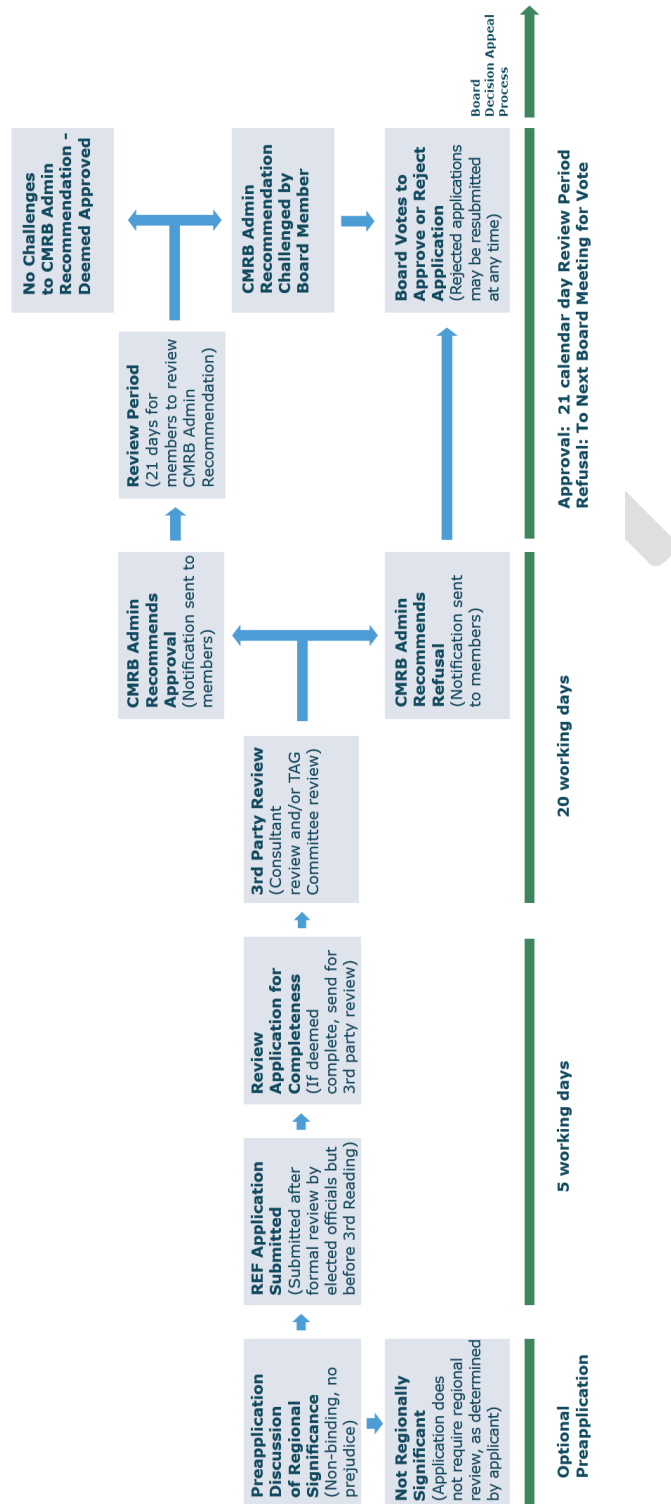 Preapplication
Discussion
of Regional
Significance
(Non-binding, no
prejudice)
Not Regionally
Significant
(Application does
not require regional
review, as determined
by applicant)
REF Application
Submitted
(Submitted after
formal review by
elected officials but
before 3rd Reading)
Review
Application for
Completeness
(If deemed
complete, send for
3rd party review)
3rd Party Review
(Consultant
review and/or TAG
Committee review)
CMRB Admin
Recommends
Approval
(Notification sent to
members)
CMRB Admin
Recommends
Refusal
(Notification sent
to members)
Review Period
(21 days for
members to review
CMRB Admin
Recommendation)
No Challenges
to CMRB Admin
Recommendation -
Deemed Approved
CMRB Admin
Recommendation
Challenged by
Board Member
Board Votes to
Approve or Reject
Application
(Rejected applications
may be resubmitted
at any time)
Board
Decision Appeal
Process
Optional
Preapplication
5 working days
20 working days
Approval: 21 calendar day Review Period
Refusal: To Next Board Meeting for Vote